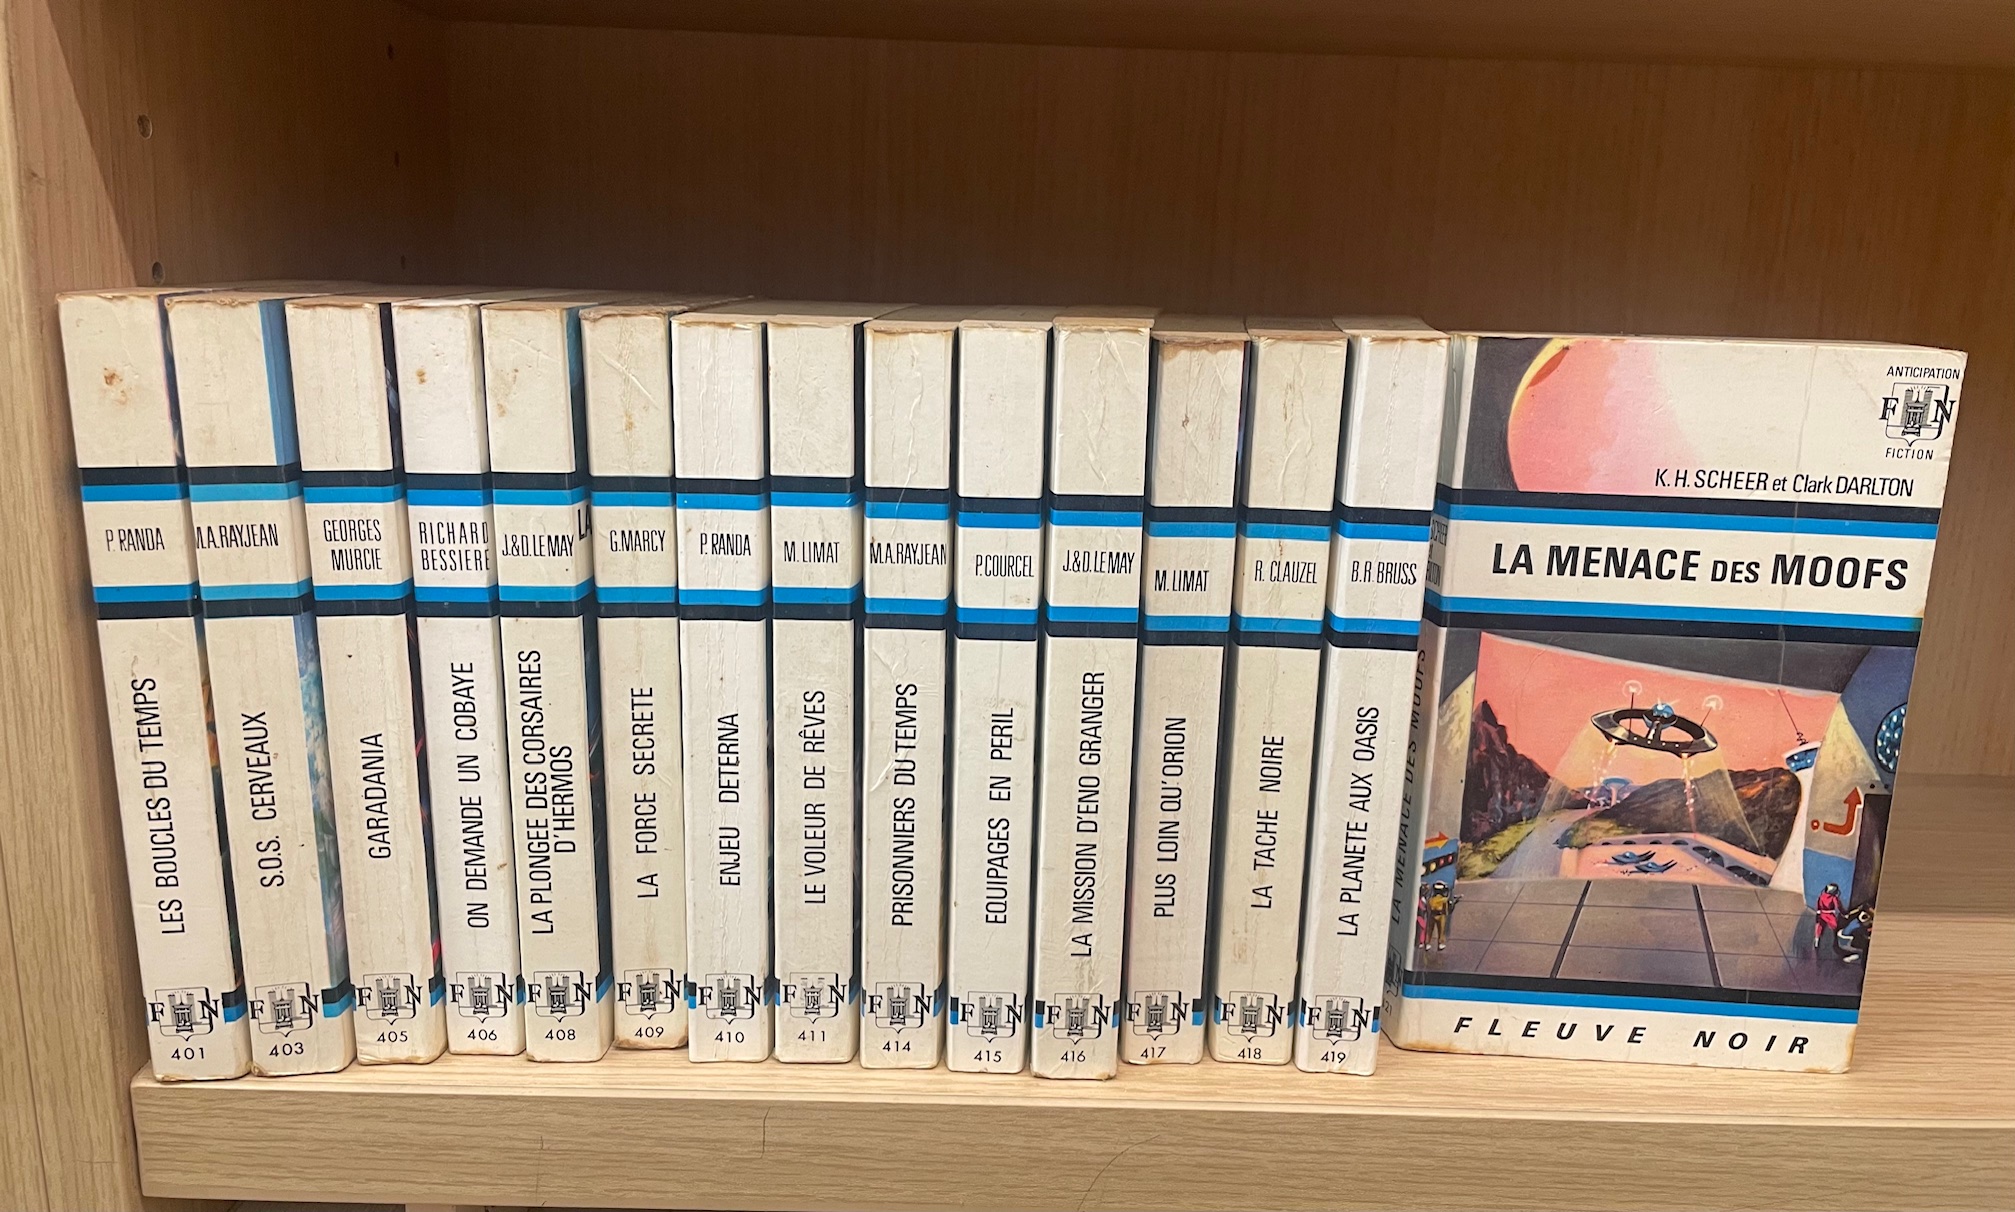 P. RANDA
LES BOUCLES DU TEMPS
FN
401
M.A. RAYJEAN
S.O.S. CERVEAUX
FN
403
GEORGES
MURCIE
GARADANIA
FN
405
RICHARD
BESSIERE
ON DEMANDE UN COBAYE
FN
406
J.&D. LE MAY
LA PLONGEE DES CORSAIRES
D'HERMOS
FN
408
LA
G. MARCY
LA FORCE SECRETE
FN
409
P. RANDA
ENJEU DETERNA
FN
410
M. LIMAT
LE VOLEUR DE RÊVES
FN
411
M.A. RAYJEAN
PRISONNIERS DU TEMPS
FN
414
P. COURCEL
EQUIPAGES EN PERIL
FN
415
J.&D. LE MAY
LA MISSION D'ENO GRANGER
FN
416
M. LIMAT
PLUS LOIN QU'ORION
FN
417
R. CLAUZEL
LA TACHE NOIRE
FN
418
B.R. BRUSS
LA PLANETE AUX OASIS
FN
419
LA MENACE DES MOOFS
ANTICIPATION
FN
FICTION
K. H. SCHEER et Clark DARLTON
LA MENACE DES MOOFS
FLEUVE NOIR